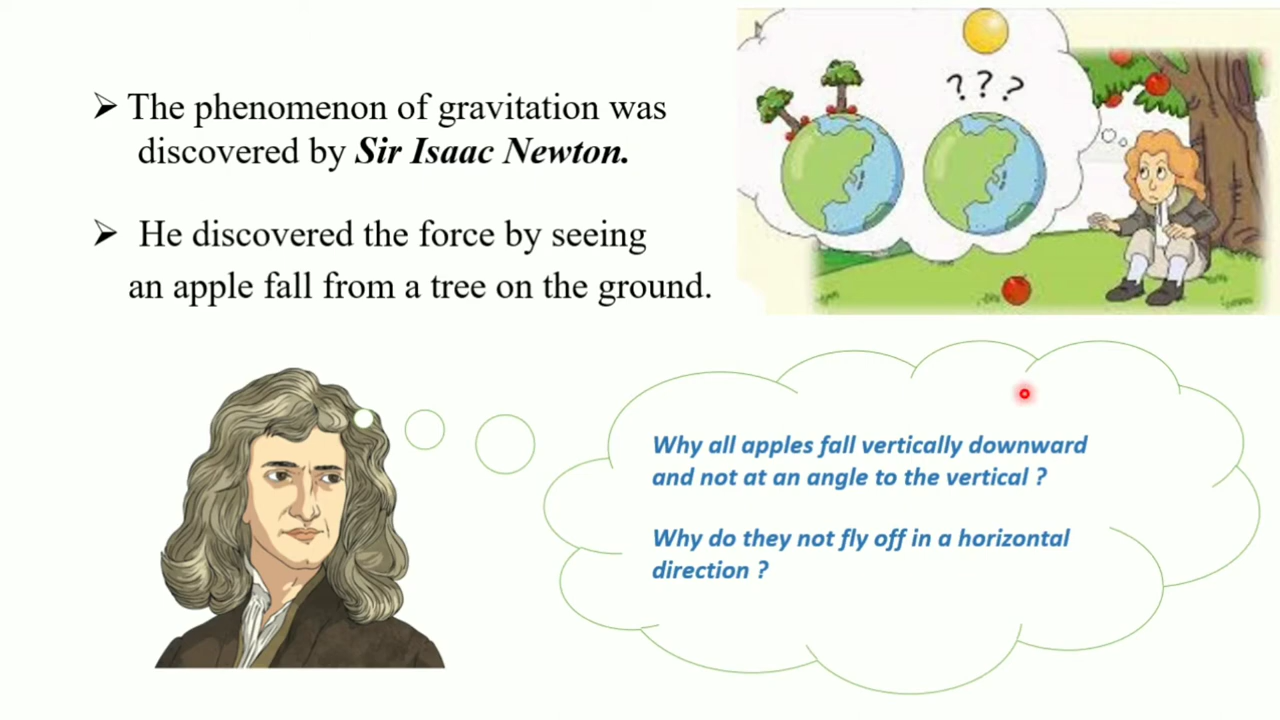 ➢ The phenomenon of gravitation was
discovered by Sir Isaac Newton.
➢ He discovered the force by seeing
an apple fall from a tree on the ground.
? ? ?
Why all apples fall vertically downward
and not at an angle to the vertical ?
Why do they not fly off in a horizontal
direction ?